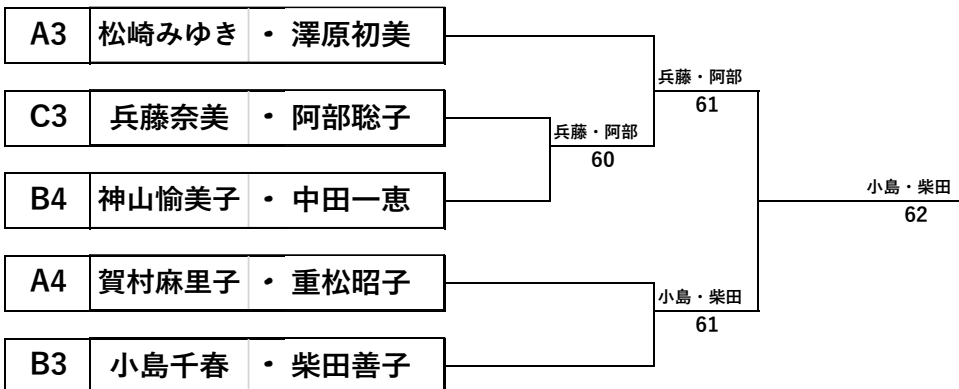 A3 松崎みゆき ・ 澤原初美
兵藤・阿部
61
C3 兵藤奈美 ・ 阿部聡子
兵藤・阿部
60
B4 神山愉美子 ・ 中田一恵
小島・柴田
62
A4 賀村麻里子 ・ 重松昭子
小島・柴田
61
B3 小島千春 ・ 柴田善子